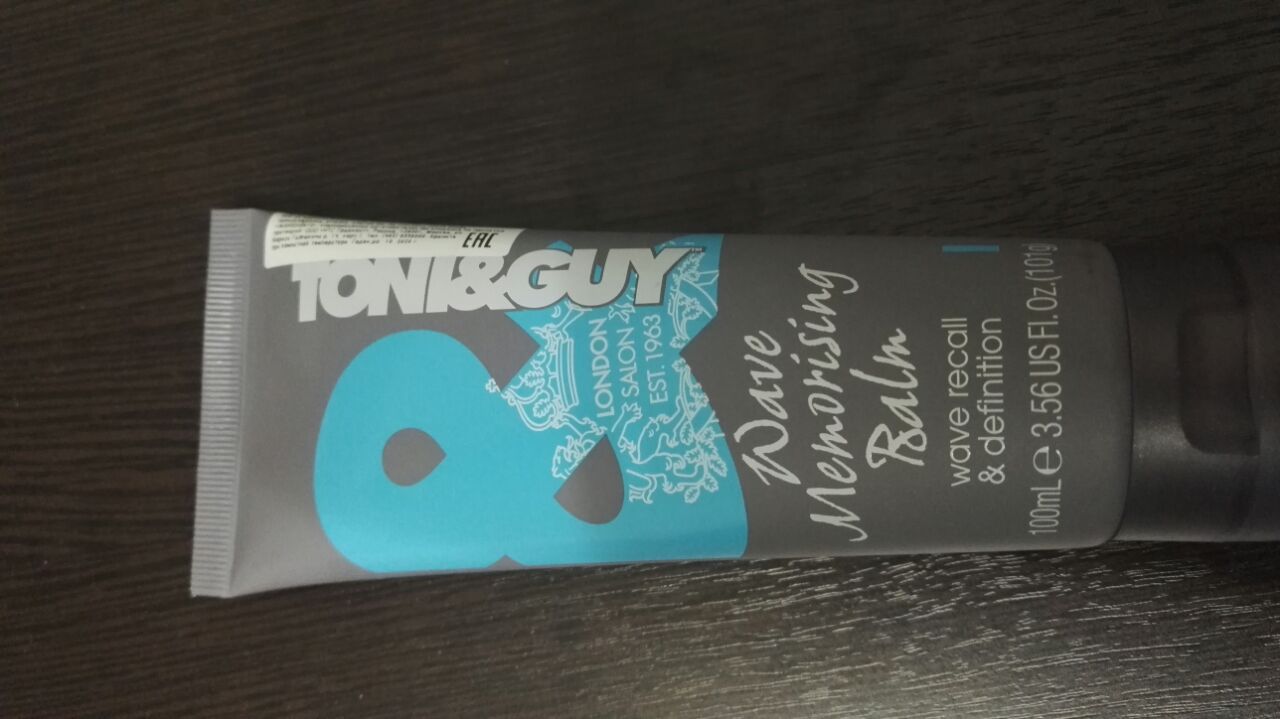 EAC
TONI&GUY™
LONDON
SALON
EST. 1963
Wave
Memorising
Balm
wave recall
& definition
100mL e 3.56 US Fl. Oz.(101g)